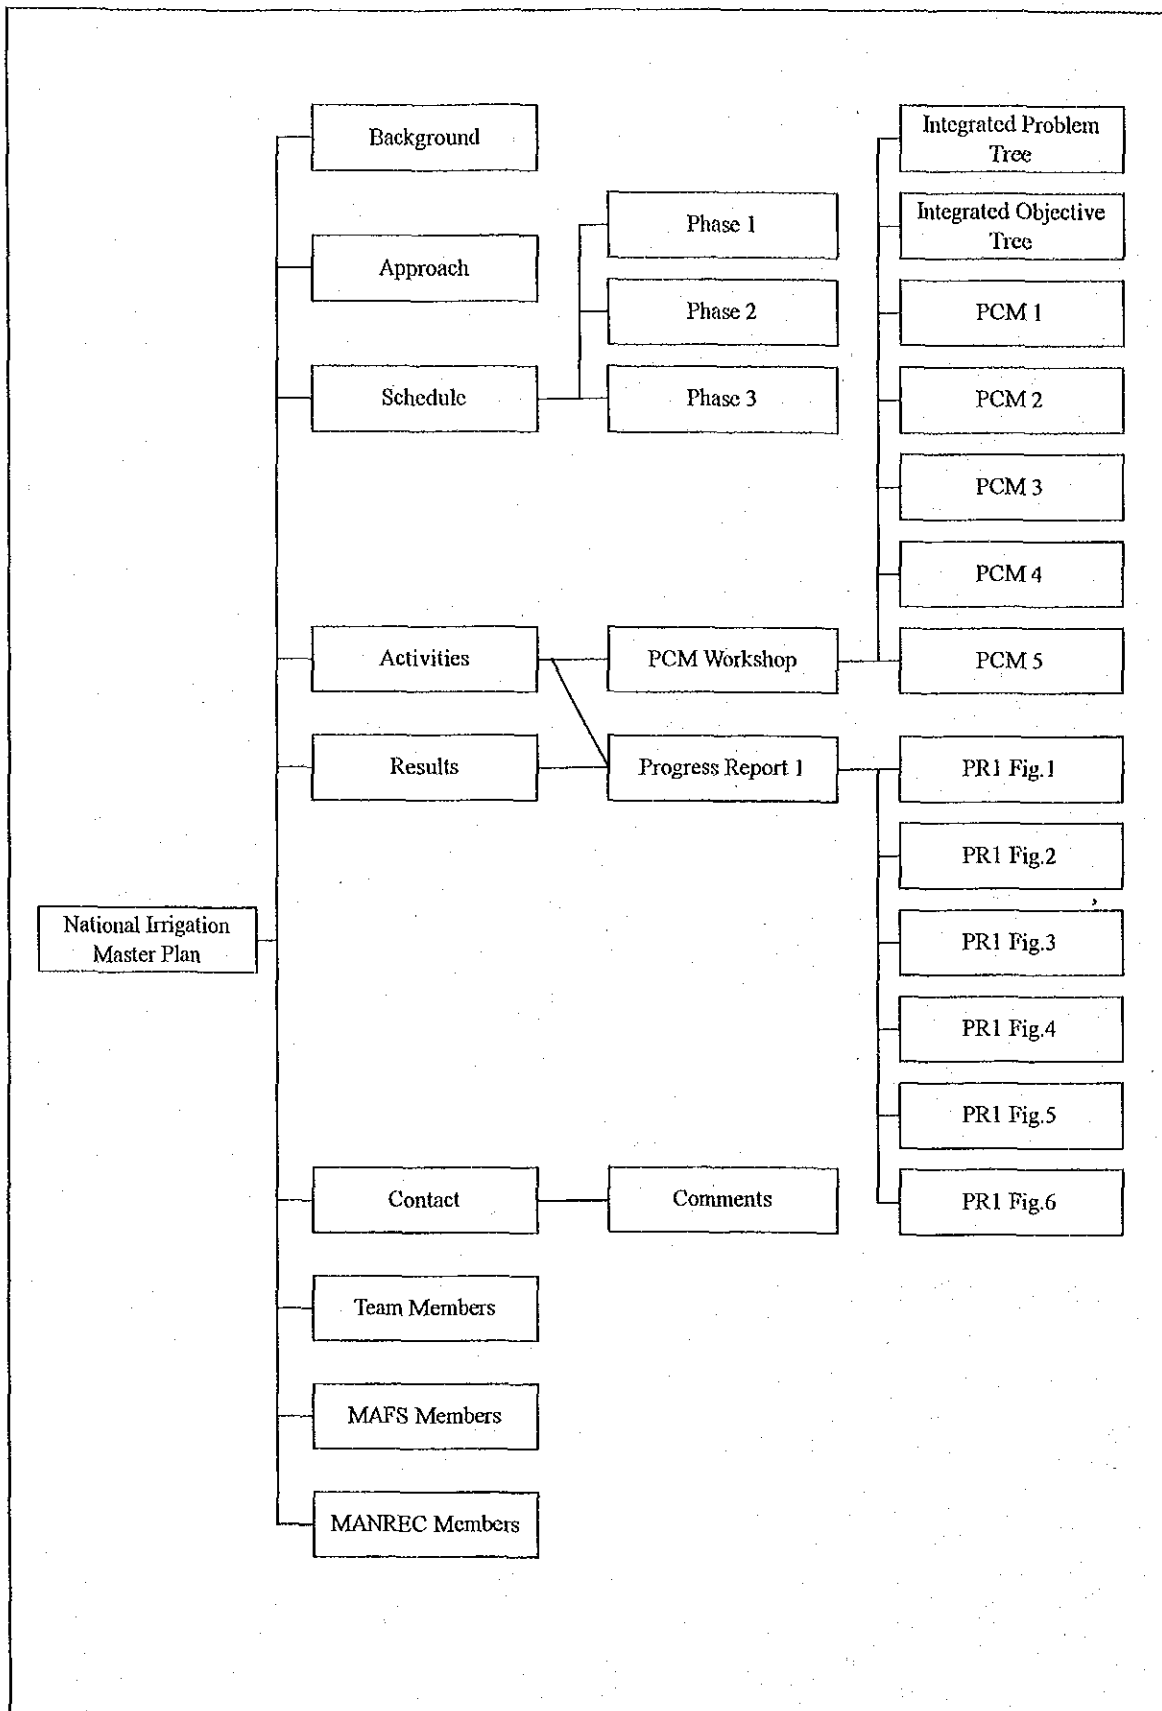 Background
Integrated Problem
Tree
Phase 1
Integrated Objective
Tree
Approach
Phase 2
PCM 1
Schedule
Phase 3
PCM 2
PCM 3
PCM 4
Activities
PCM Workshop
PCM 5
Results
Progress Report 1
PR1 Fig.1
PR1 Fig.2
National Irrigation
Master Plan
PR1 Fig.3
PR1 Fig.4
PR1 Fig.5
Contact
Comments
PR1 Fig.6
Team Members
MAFS Members
MANREC Members